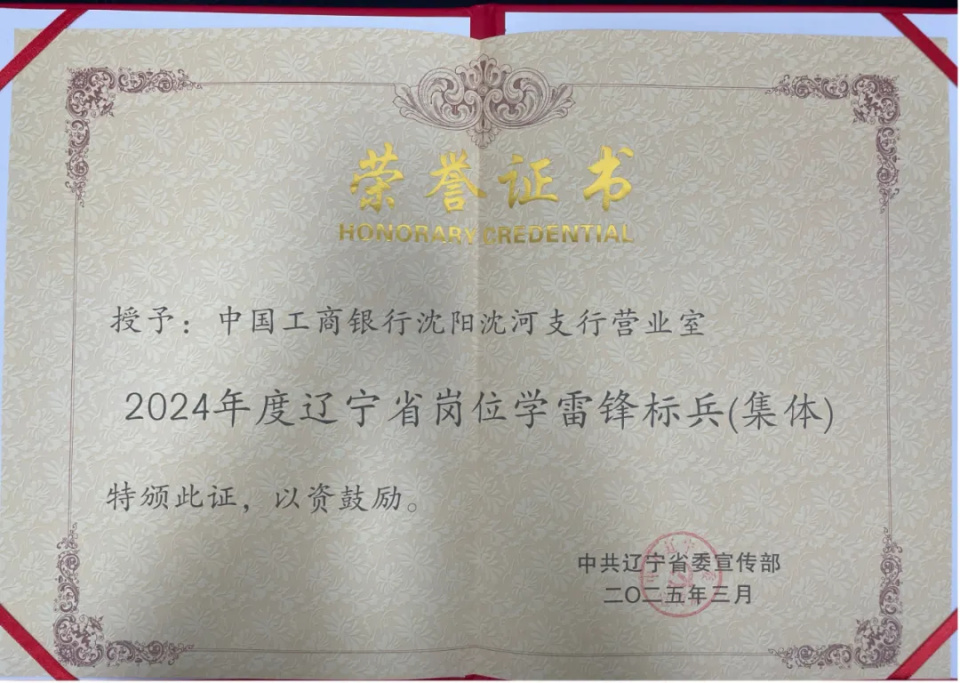 荣誉证书
HONORARY CREDENTIAL
授予：中国工商银行沈阳沈河支行营业室
2024年度辽宁省岗位学雷锋标兵(集体)
特颁此证，以资鼓励。
中共辽宁省委宣传部
二〇二五年三月